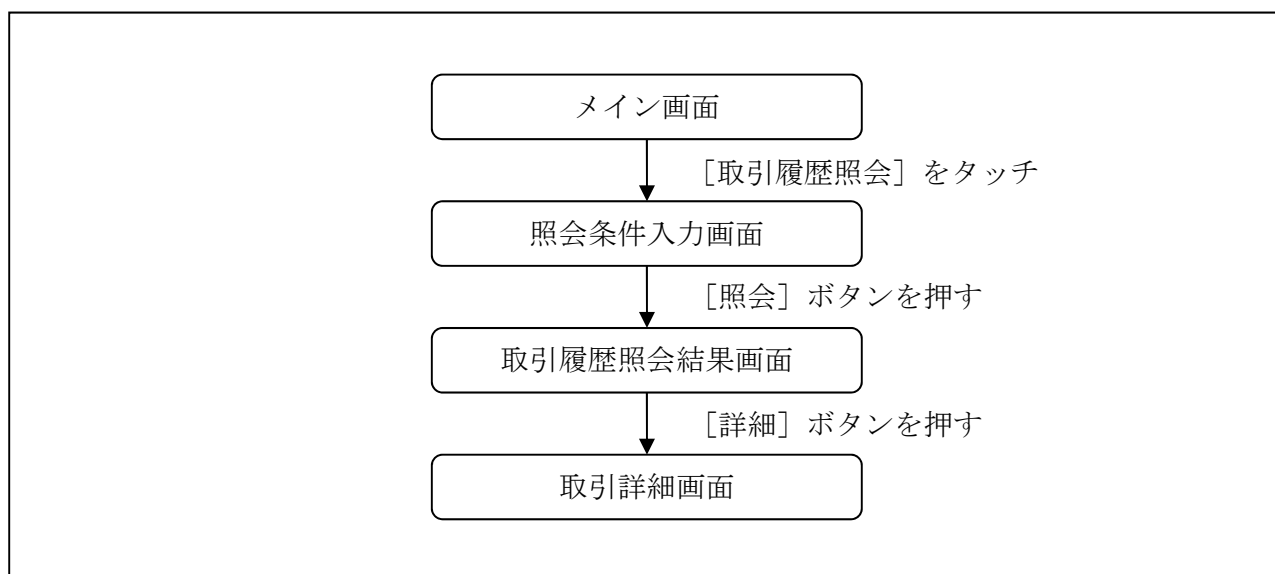 メイン画面
［取引履歴照会］をタッチ
照会条件入力画面
［照会］ボタンを押す
取引履歴照会結果画面
［詳細］ボタンを押す
取引詳細画面